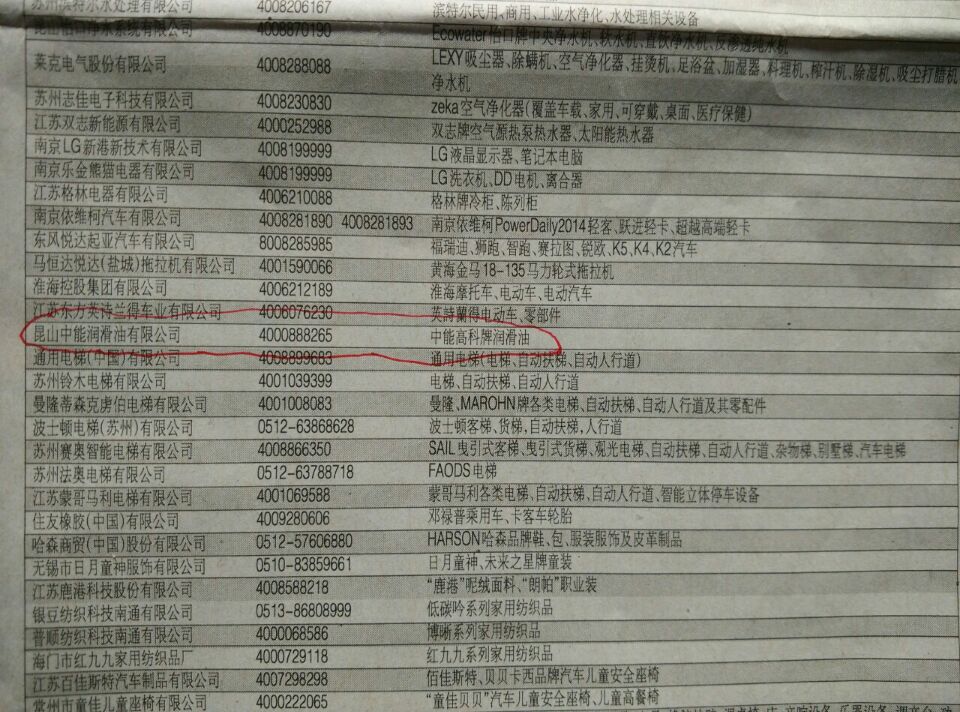 苏州滨特尔水处理有限公司 4008206167 滨特尔民用、商用、工业水净化、水处理相关设备
昆山怡口净水系统有限公司 4008870190 Ecowater怡口牌中央净水机、软水机、直饮净水机、反渗透纯水机
莱克电气股份有限公司 4008288088 LEXY吸尘器、除螨机、空气净化器、挂烫机、足浴盆、加湿器、料理机、榨汁机、除湿机、吸尘打腊机
净水机
苏州志佳电子科技有限公司 4008230830 zeka空气净化器(覆盖车载、家用、可穿戴、桌面、医疗保健)
江苏双志新能源有限公司 4000252988 双志牌空气源热泵热水器、太阳能热水器
南京LG新港新技术有限公司 4008199999 LG液晶显示器、笔记本电脑
南京乐金熊猫电器有限公司 4008199999 LG洗衣机、DD电机、离合器
江苏格林电器有限公司 4006210088 格林牌冷柜、陈列柜
南京依维柯汽车有限公司 4008281890 4008281893 南京依维柯PowerDaily2014轻客、跃进轻卡、超越高端轻卡
东风悦达起亚汽车有限公司 8008285985 福瑞迪、狮跑、智跑、赛拉图、锐欧、K5、K4、K2汽车
马恒达悦达(盐城)拖拉机有限公司 4001590066 黄海金马18-135马力轮式拖拉机
淮海控股集团有限公司 4006212189 淮海摩托车、电动车、电动汽车
江苏东方英诗兰得车业有限公司 4006076230 英詩蘭得电动车、零部件
昆山中能润滑油有限公司 4000888265 中能高科牌润滑油
通用电梯(中国)有限公司 4008899683 通用电梯(电梯、自动扶梯、自动人行道)
苏州铃木电梯有限公司 4001039399 电梯、自动扶梯、自动人行道
曼隆蒂森克虏伯电梯有限公司 4001008083 曼隆、MAROHN牌各类电梯、自动扶梯、自动人行道及其零配件
波士顿电梯(苏州)有限公司 0512-63868628 波士顿客梯、货梯,自动扶梯,人行道
苏州赛奥智能电梯有限公司 4008866350 SAIL曳引式客梯、曳引式货梯、观光电梯、自动扶梯、自动人行道、杂物梯、别墅梯、汽车电梯
苏州法奥电梯有限公司 0512-63788718 FAODS电梯
江苏蒙哥马利电梯有限公司 4001069588 蒙哥马利各类电梯、自动扶梯、自动人行道、智能立体停车设备
住友橡胶(中国)有限公司 4009280606 邓禄普乘用车、卡客车轮胎
哈森商贸(中国)股份有限公司 0512-57606880 HARSON哈森品牌鞋、包、服装服饰及皮革制品
无锡市日月童神服饰有限公司 0510-83859661 日月童神、未来之星牌童装
江苏鹿港科技股份有限公司 4008588218 “鹿港”呢绒面料、“朗帕”职业装
银豆纺织科技南通有限公司 0513-86808999 低碳吟系列家用纺织品
普顺纺织科技南通有限公司 4000068586 博晰系列家用纺织品
海门市红九九家用纺织品厂 4000729118 红九九系列家用纺织品
江苏百佳斯特汽车制品有限公司 4007298298 佰佳斯特、贝贝卡西品牌汽车儿童安全座椅
常州市童佳儿童座椅有限公司 4000222065 “童佳贝贝”汽车儿童安全座椅、儿童高餐椅